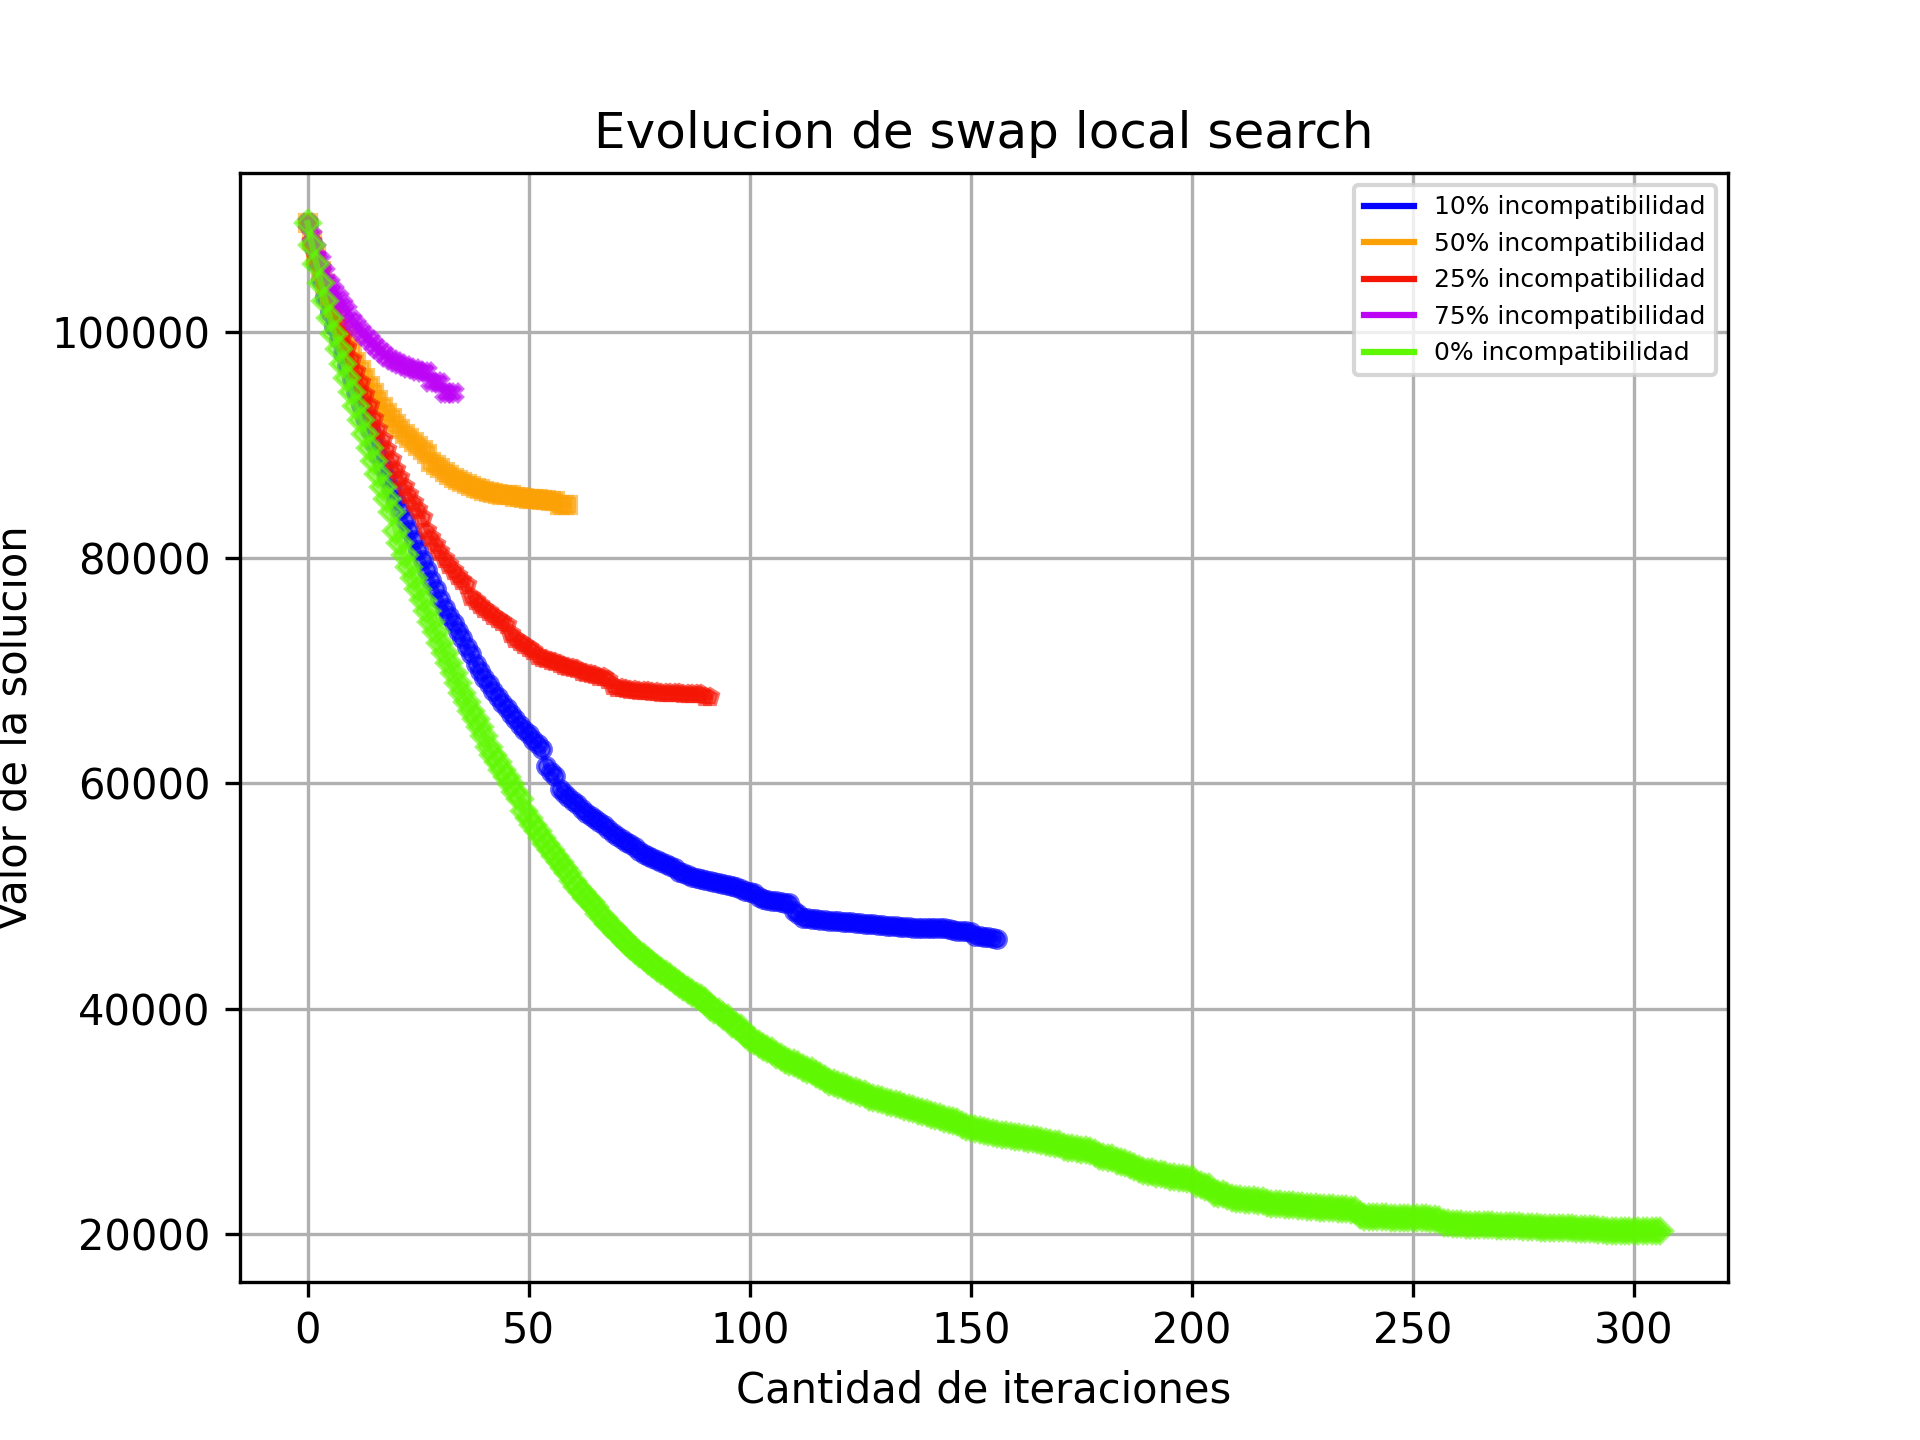 Evolucion de swap local search
10% incompatibilidad
50% incompatibilidad
25% incompatibilidad
75% incompatibilidad
0% incompatibilidad
Valor de la solucion
100000
80000
60000
40000
20000
0 50 100 150 200 250 300
Cantidad de iteraciones